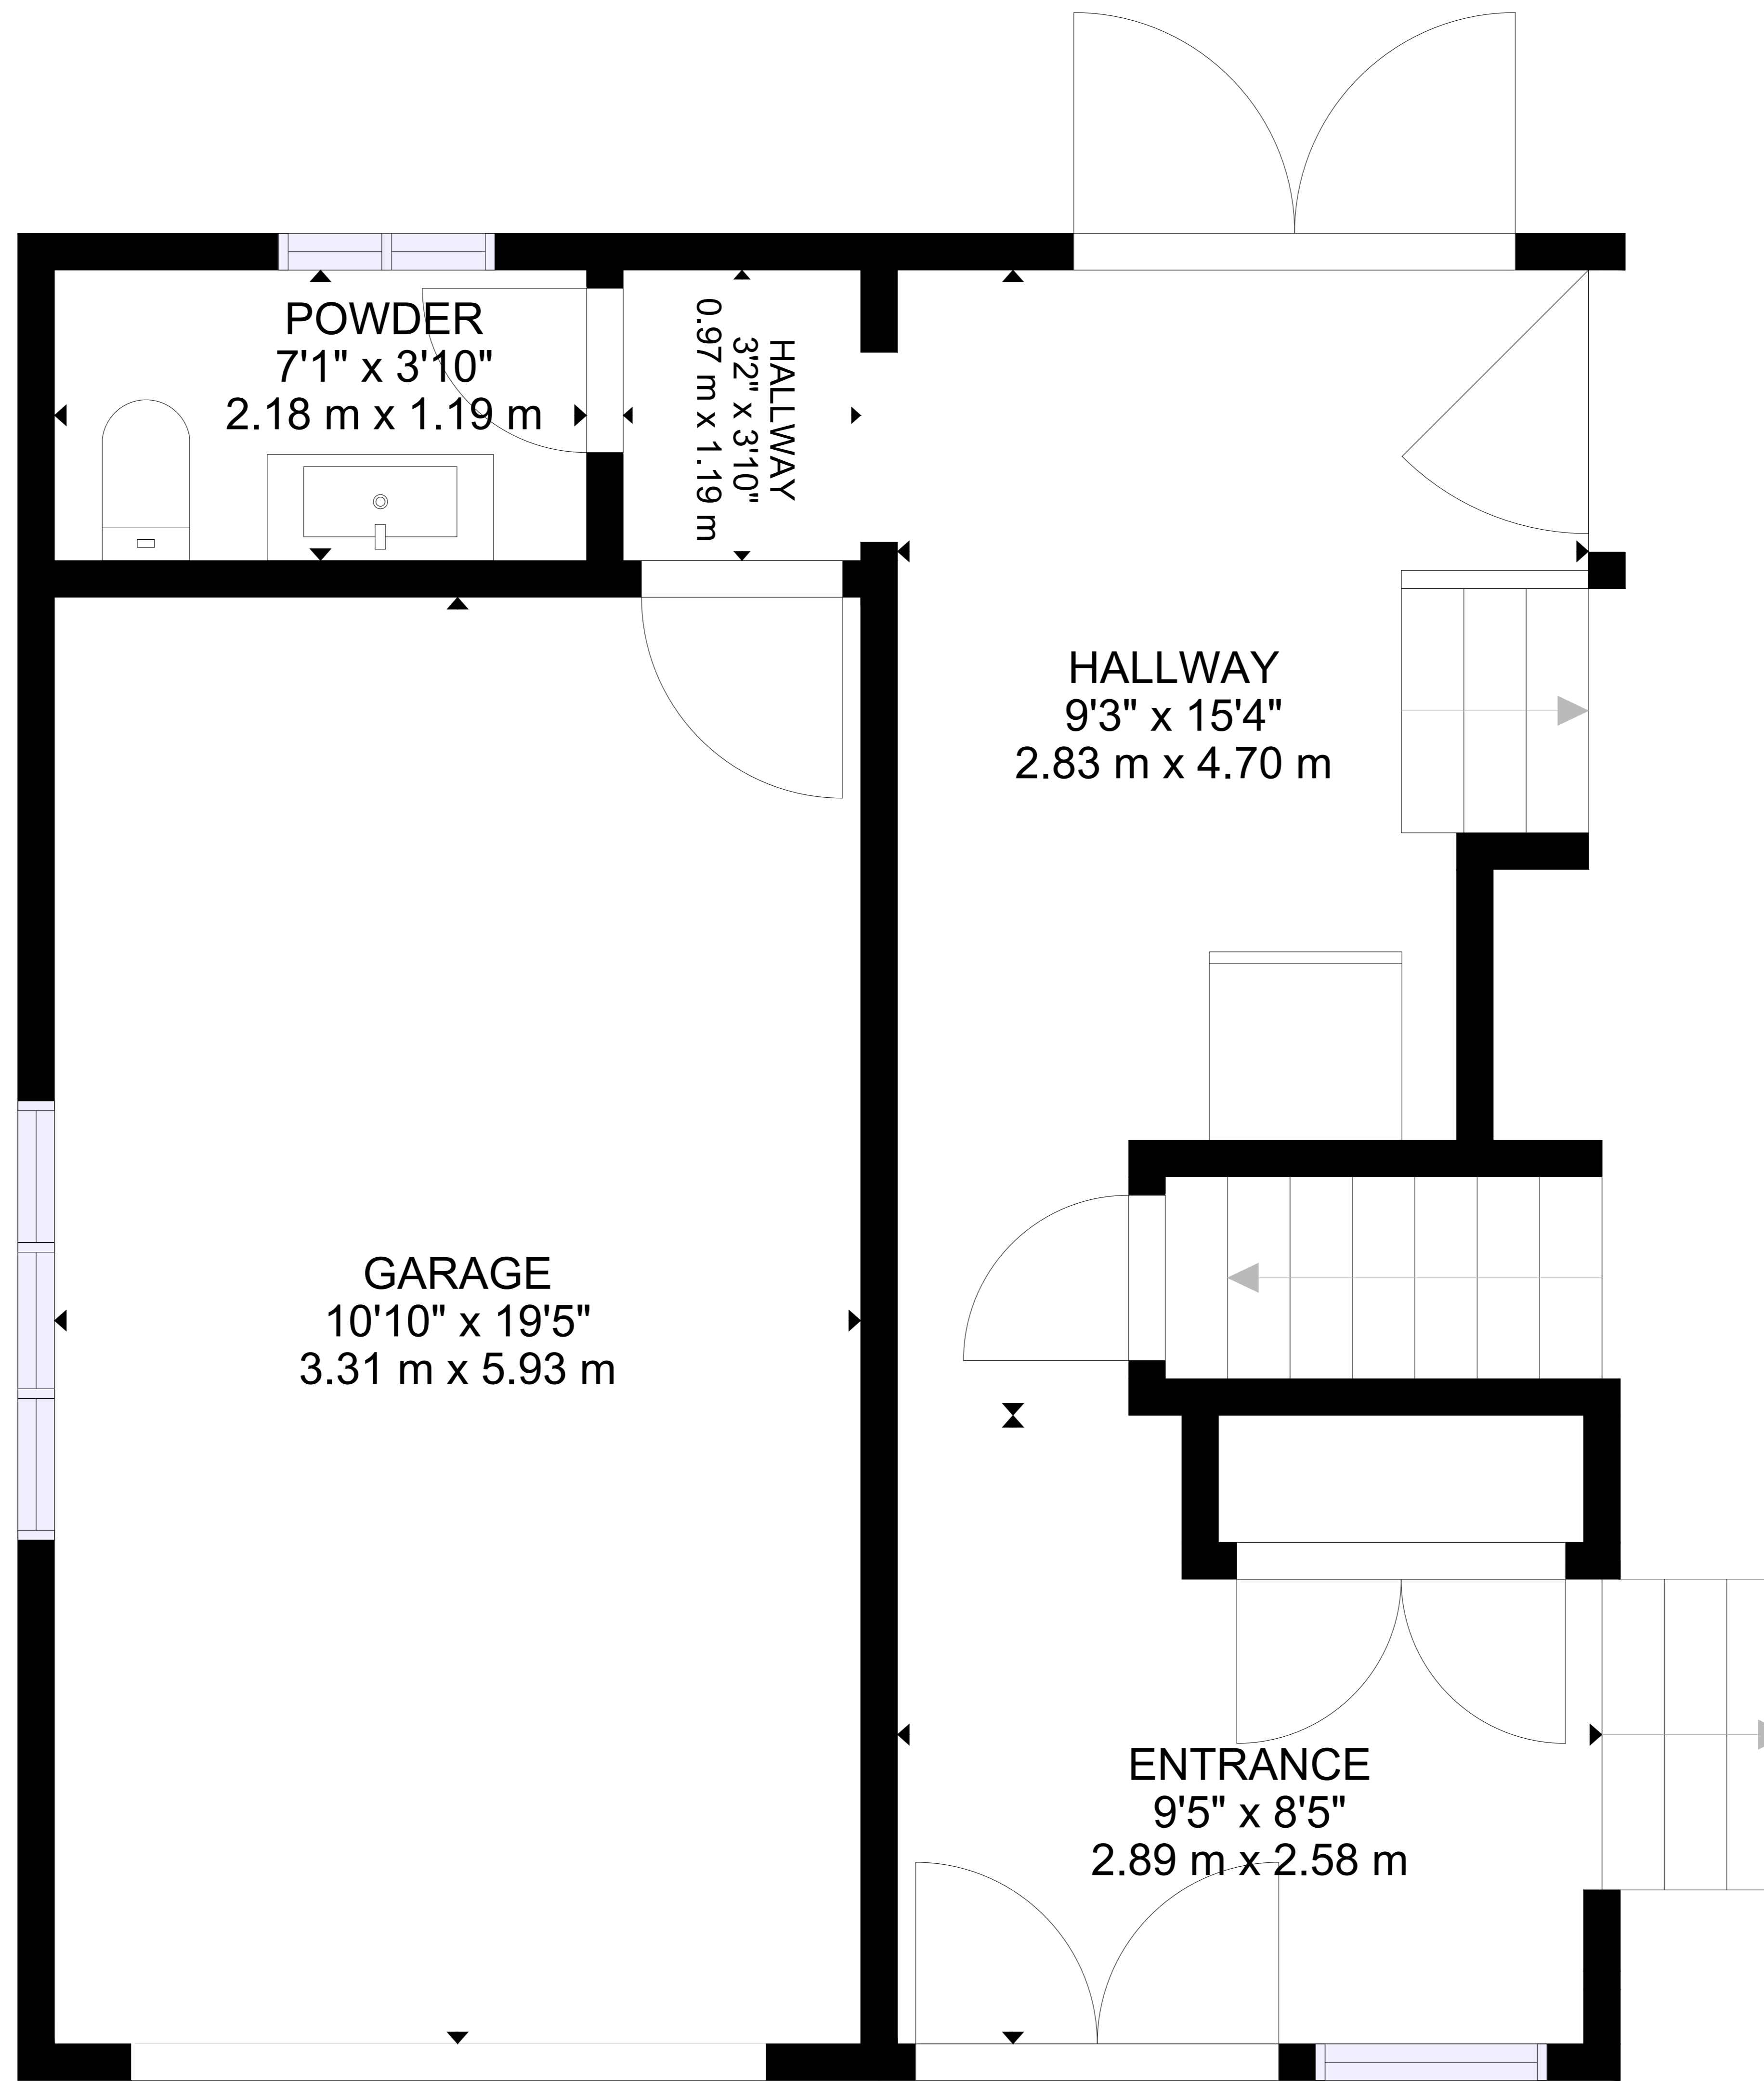 POWDER
7'1" x 3'10"
2.18 m x 1.19 m
HALLWAY
3'2" x 3'10"
0.97 m x 1.19 m
HALLWAY
9'3" x 15'4"
2.83 m x 4.70 m
GARAGE
10'10" x 19'5"
3.31 m x 5.93 m
ENTRANCE
9'5" x 8'5"
2.89 m x 2.58 m